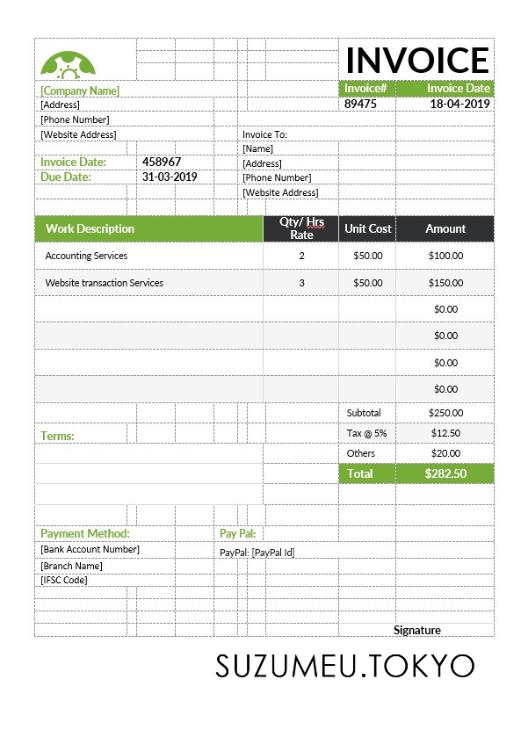 INVOICE
[Company Name]
Invoice# Invoice Date
[Address]
89475 18-04-2019
[Phone Number]
[Website Address]
Invoice To:
[Name]
Invoice Date: 458967
[Address]
Due Date: 31-03-2019
[Phone Number]
[Website Address]
Work Description Qty/ Hrs Rate Unit Cost Amount
Accounting Services 2 $50.00 $100.00
Website transaction Services 3 $50.00 $150.00
$0.00
$0.00
$0.00
$0.00
Subtotal $250.00
Terms:
Tax @ 5% $12.50
Others $20.00
Total $282.50
Payment Method: Pay Pal:
[Bank Account Number] PayPal: [PayPal Id]
[Branch Name]
[IFSC Code]
Signature
SUZUMEU.TOKYO